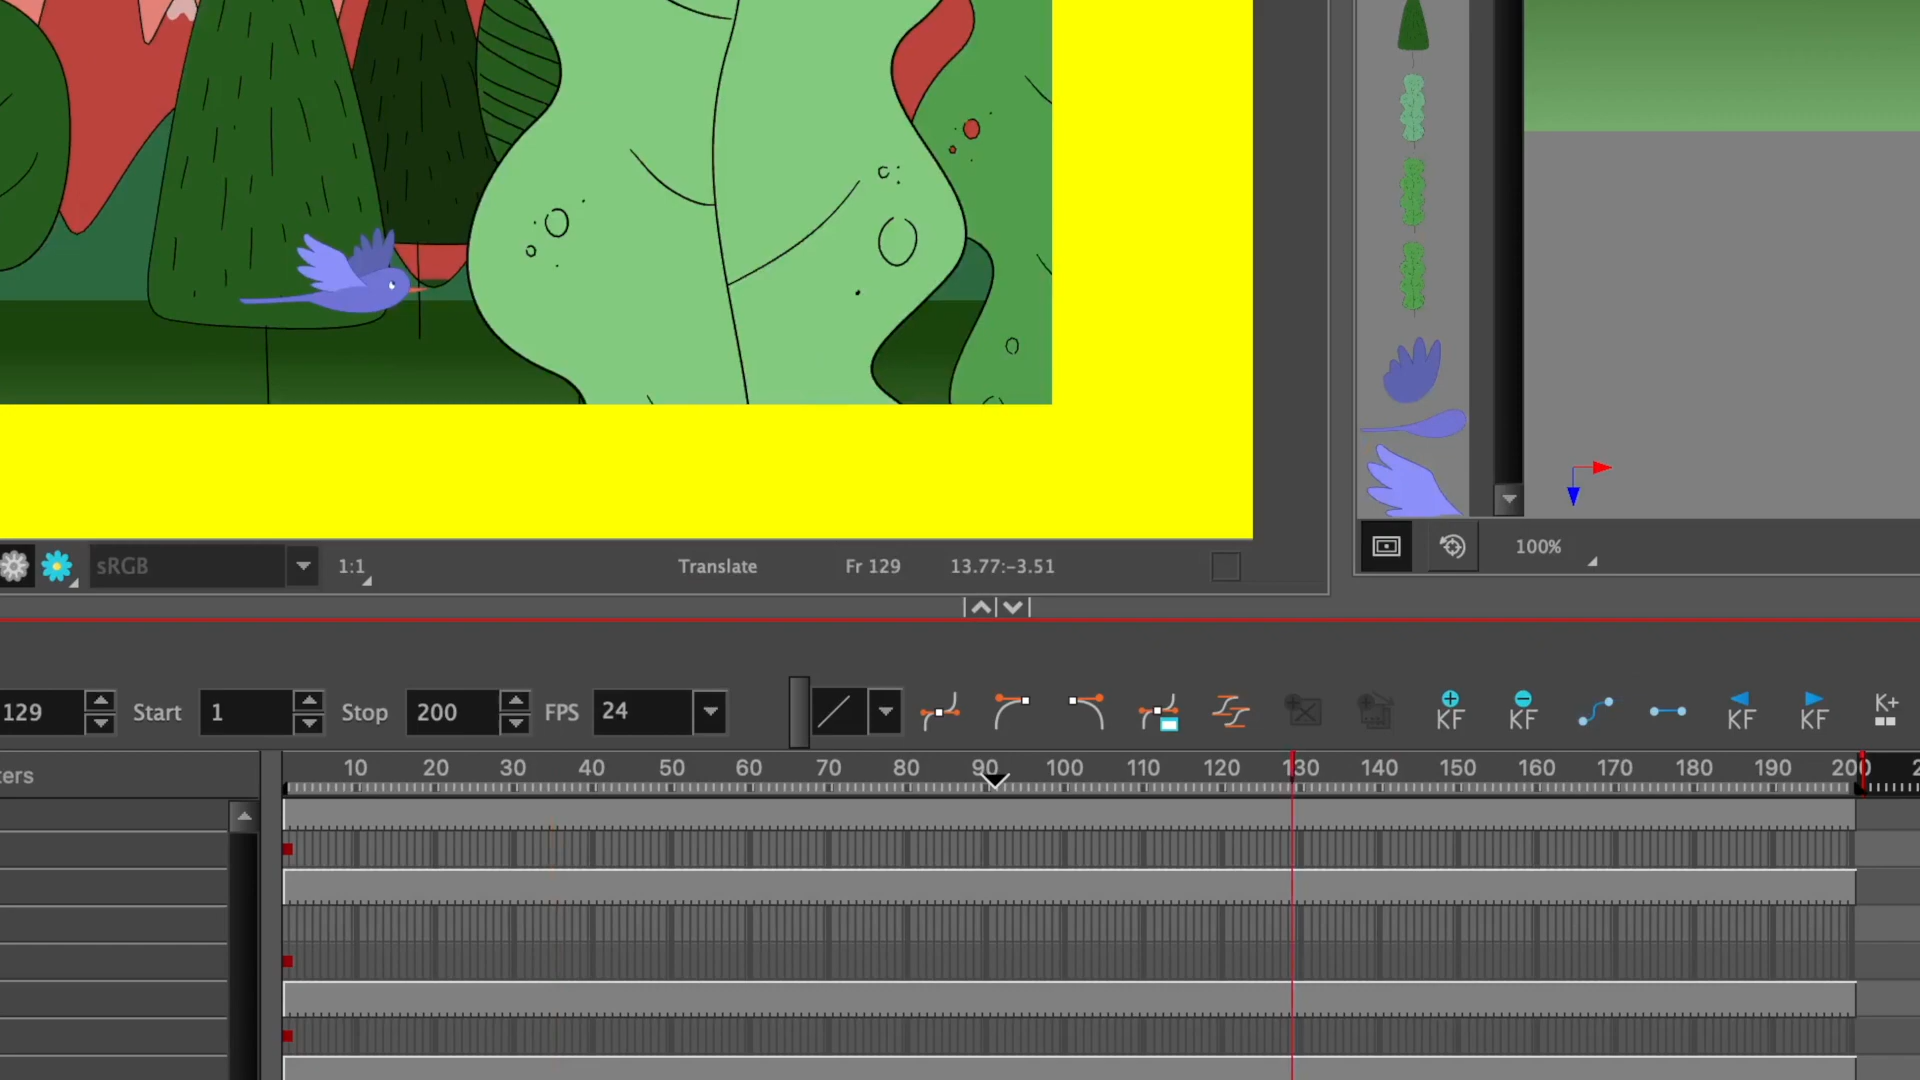 sRGB 1:1 Translate Fr 129 13.77:-3.51
100%
129 Start 1 Stop 200 FPS 24 KF KF KF KF K+
ters 10 20 30 40 50 60 70 80 90 100 110 120 130 140 150 160 170 180 190 200